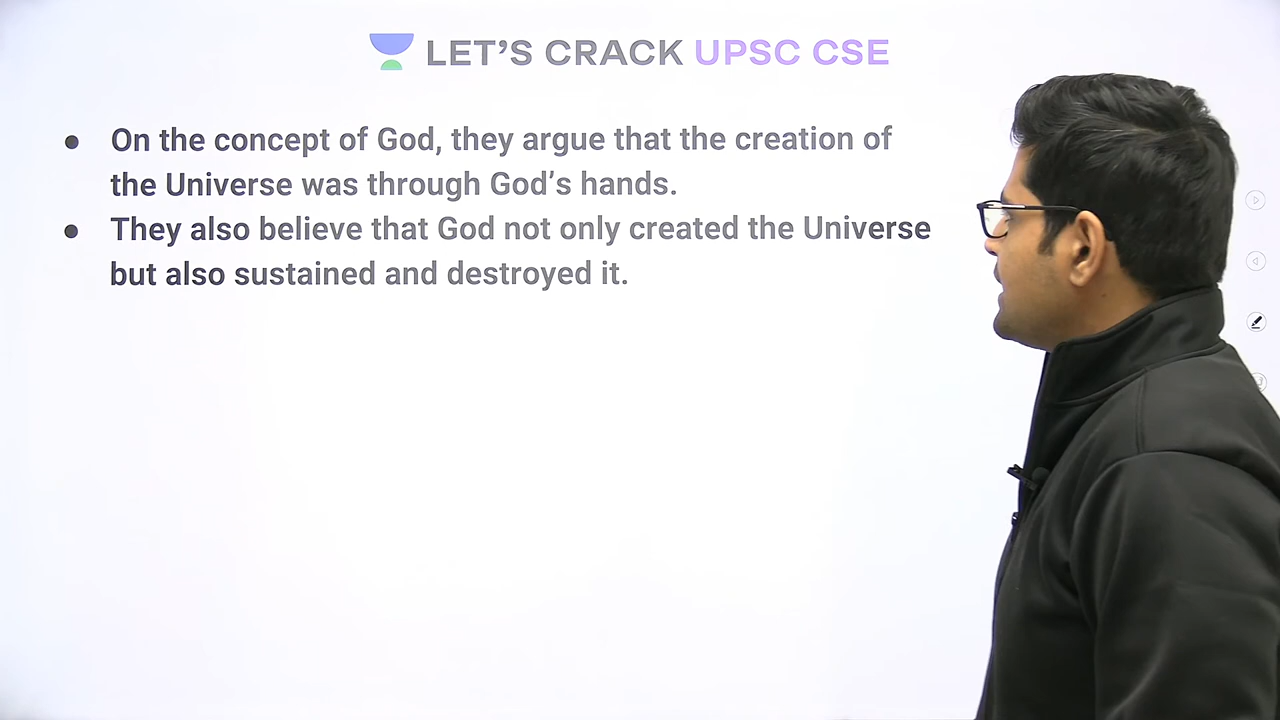 LET'S CRACK UPSC CSE
● On the concept of God, they argue that the creation of
the Universe was through God's hands.
● They also believe that God not only created the Universe
but also sustained and destroyed it.